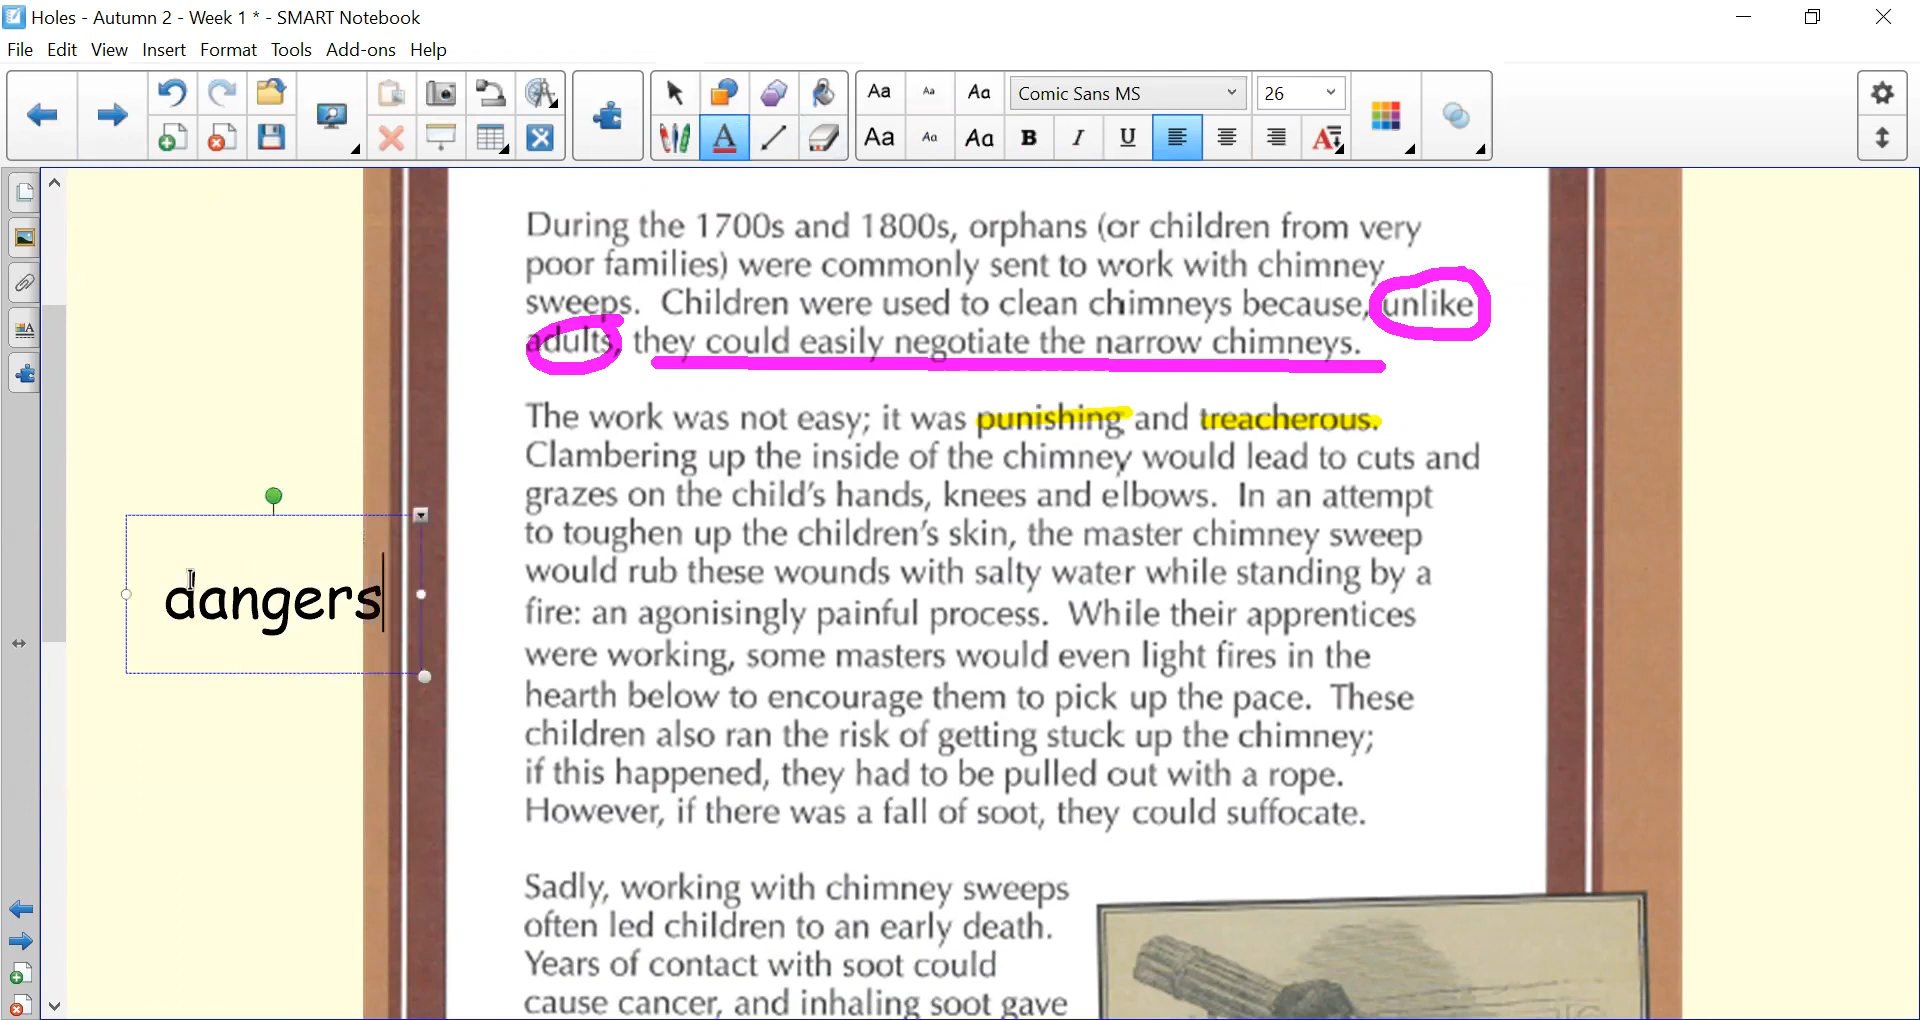 Holes - Autumn 2 - Week 1 * - SMART Notebook
File Edit View Insert Format Tools Add-ons Help
Aa Aa Aa Comic Sans MS 26
Aa Aa Aa B I U A
During the 1700s and 1800s, orphans (or children from very
poor families) were commonly sent to work with chimney
sweeps. Children were used to clean chimneys because, unlike
adults, they could easily negotiate the narrow chimneys.
The work was not easy; it was punishing and treacherous.
Clambering up the inside of the chimney would lead to cuts and
grazes on the child's hands, knees and elbows. In an attempt
to toughen up the children's skin, the master chimney sweep
would rub these wounds with salty water while standing by a
fire: an agonisingly painful process. While their apprentices
were working, some masters would even light fires in the
hearth below to encourage them to pick up the pace. These
children also ran the risk of getting stuck up the chimney;
if this happened, they had to be pulled out with a rope.
However, if there was a fall of soot, they could suffocate.
dangers
Sadly, working with chimney sweeps
often led children to an early death.
Years of contact with soot could
cause cancer, and inhaling soot gave